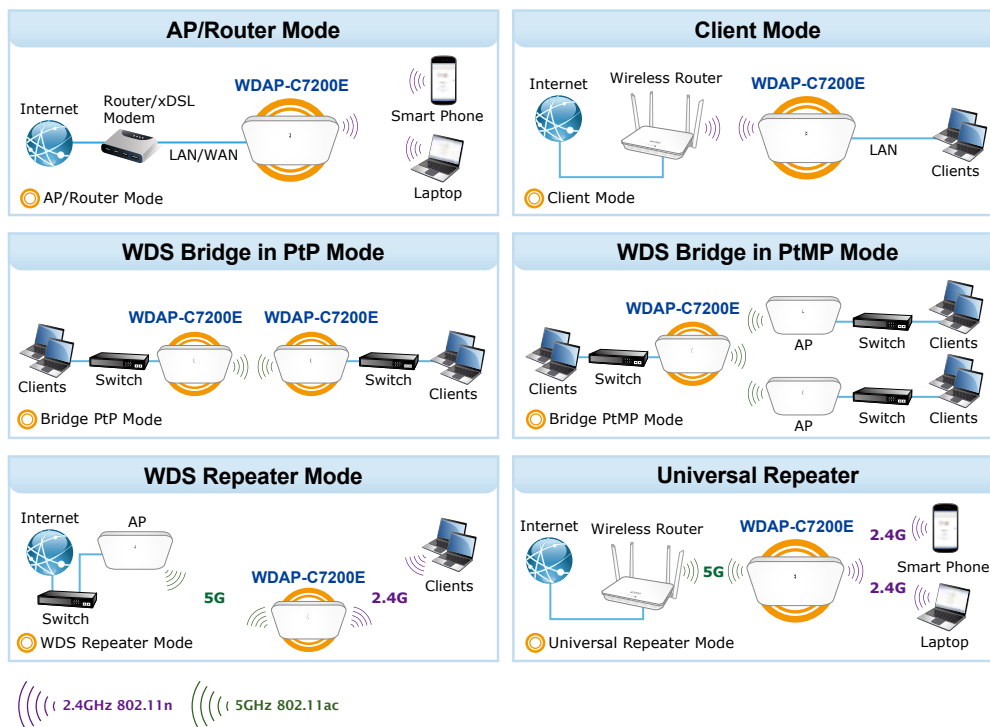 AP/Router Mode
WDAP-C7200E
Internet
Router/xDSL
Modem
LAN/WAN
Smart Phone
Laptop
AP/Router Mode
Client Mode
Wireless Router
WDAP-C7200E
Internet
LAN
Clients
Client Mode
WDS Bridge in PtP Mode
WDAP-C7200E
WDAP-C7200E
Clients
Switch
Switch
Clients
Bridge PtP Mode
WDS Bridge in PtMP Mode
WDAP-C7200E
AP
Switch
Clients
Clients
Switch
AP
Switch
Clients
Bridge PtMP Mode
WDS Repeater Mode
Internet
AP
WDAP-C7200E
Clients
5G
2.4G
Switch
WDS Repeater Mode
Universal Repeater
Internet
Wireless Router
WDAP-C7200E
2.4G
Smart Phone
5G
2.4G
Laptop
Universal Repeater Mode
2.4GHz 802.11n
5GHz 802.11ac